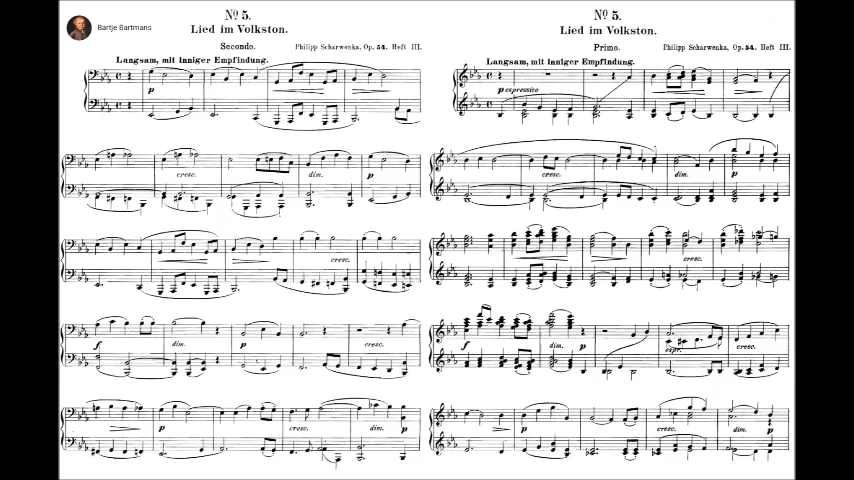 Bartje Bartmans
Nº 5.
Lied im Volkston.
Secondo.
Philipp Scharwenka, Op. 54. Heft III.
Langsam, mit inniger Empfindung.
p
cresc. dim. p
p cresc.
f dim. p cresc.
p cresc. dim.
Nº 5.
Lied im Volkston.
Primo.
Philipp Scharwenka, Op. 54. Heft III.
Langsam, mit inniger Empfindung.
p espressivo
cresc. dim. p
p cresc.
f dim. p espr. cresc.
p cresc. dim. p